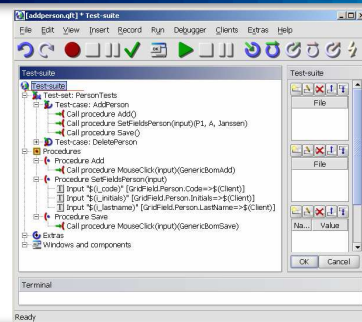 [addperson.qft] * Test-suite
File Edit View Insert Record Run Debugger Clients Extras Help
Test-suite
Test-suite
Test-set: PersonTests
Test-case: AddPerson
Call procedure Add()
Call procedure SetFieldsPerson(input)(P1, A, Janssen)
Call procedure Save()
Test-case: DeletePerson
Procedures
Procedure Add
Call procedure MouseClick(input)(GenericBomAdd)
Procedure SetFieldsPerson(input)
Input "$(i_code)" [GridField.Person.Code=>$(Client)]
Input "$(i_initials)" [GridField.Person.Initials=>$(Client)]
Input "$(i_lastname)" [GridField.Person.LastName=>$(Client)]
Procedure Save
Call procedure MouseClick(input)(GenericBomSave)
Extras
Windows and components
Test-suite
File
File
Na... Value
OK Cancel
Terminal
Ready